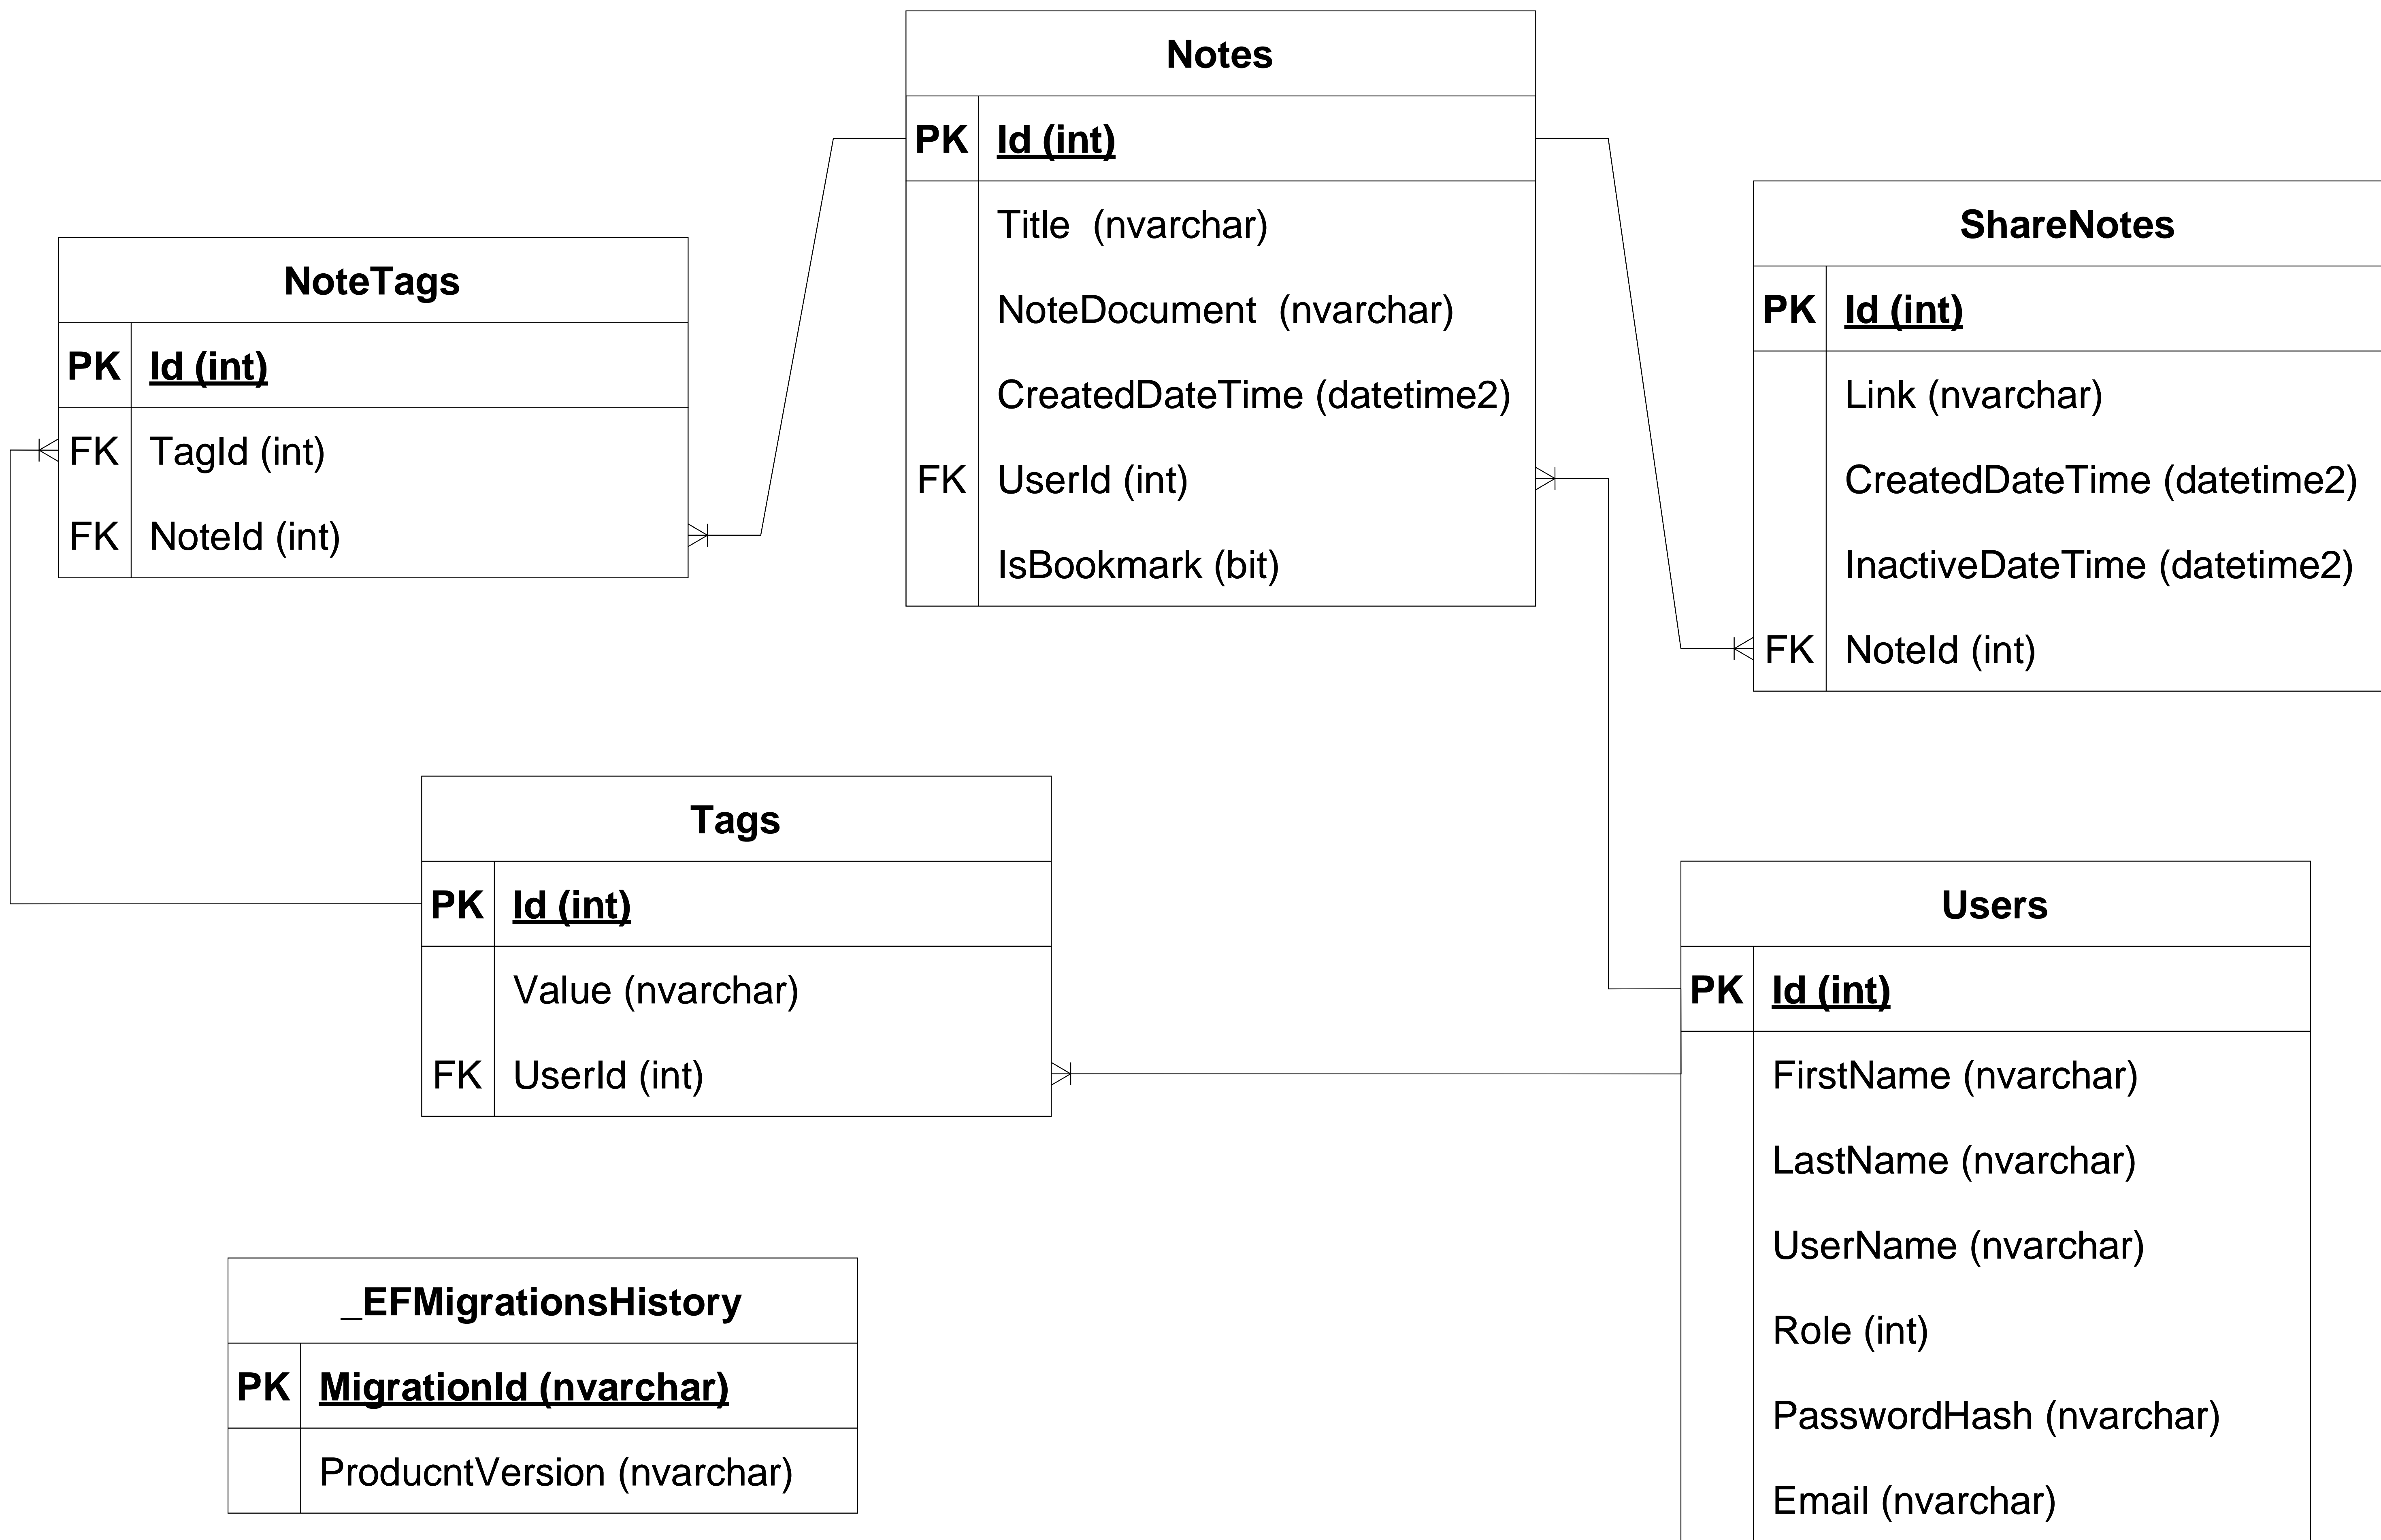 Notes
PK Id (int)
Title (nvarchar)
NoteDocument (nvarchar)
CreatedDateTime (datetime2)
FK UserId (int)
IsBookmark (bit)
ShareNotes
PK Id (int)
Link (nvarchar)
CreatedDateTime (datetime2)
InactiveDateTime (datetime2)
FK NoteId (int)
NoteTags
PK Id (int)
FK TagId (int)
FK NoteId (int)
Tags
PK Id (int)
Value (nvarchar)
FK UserId (int)
Users
PK Id (int)
FirstName (nvarchar)
LastName (nvarchar)
UserName (nvarchar)
Role (int)
PasswordHash (nvarchar)
Email (nvarchar)
_EFMigrationsHistory
PK MigrationId (nvarchar)
ProducntVersion (nvarchar)